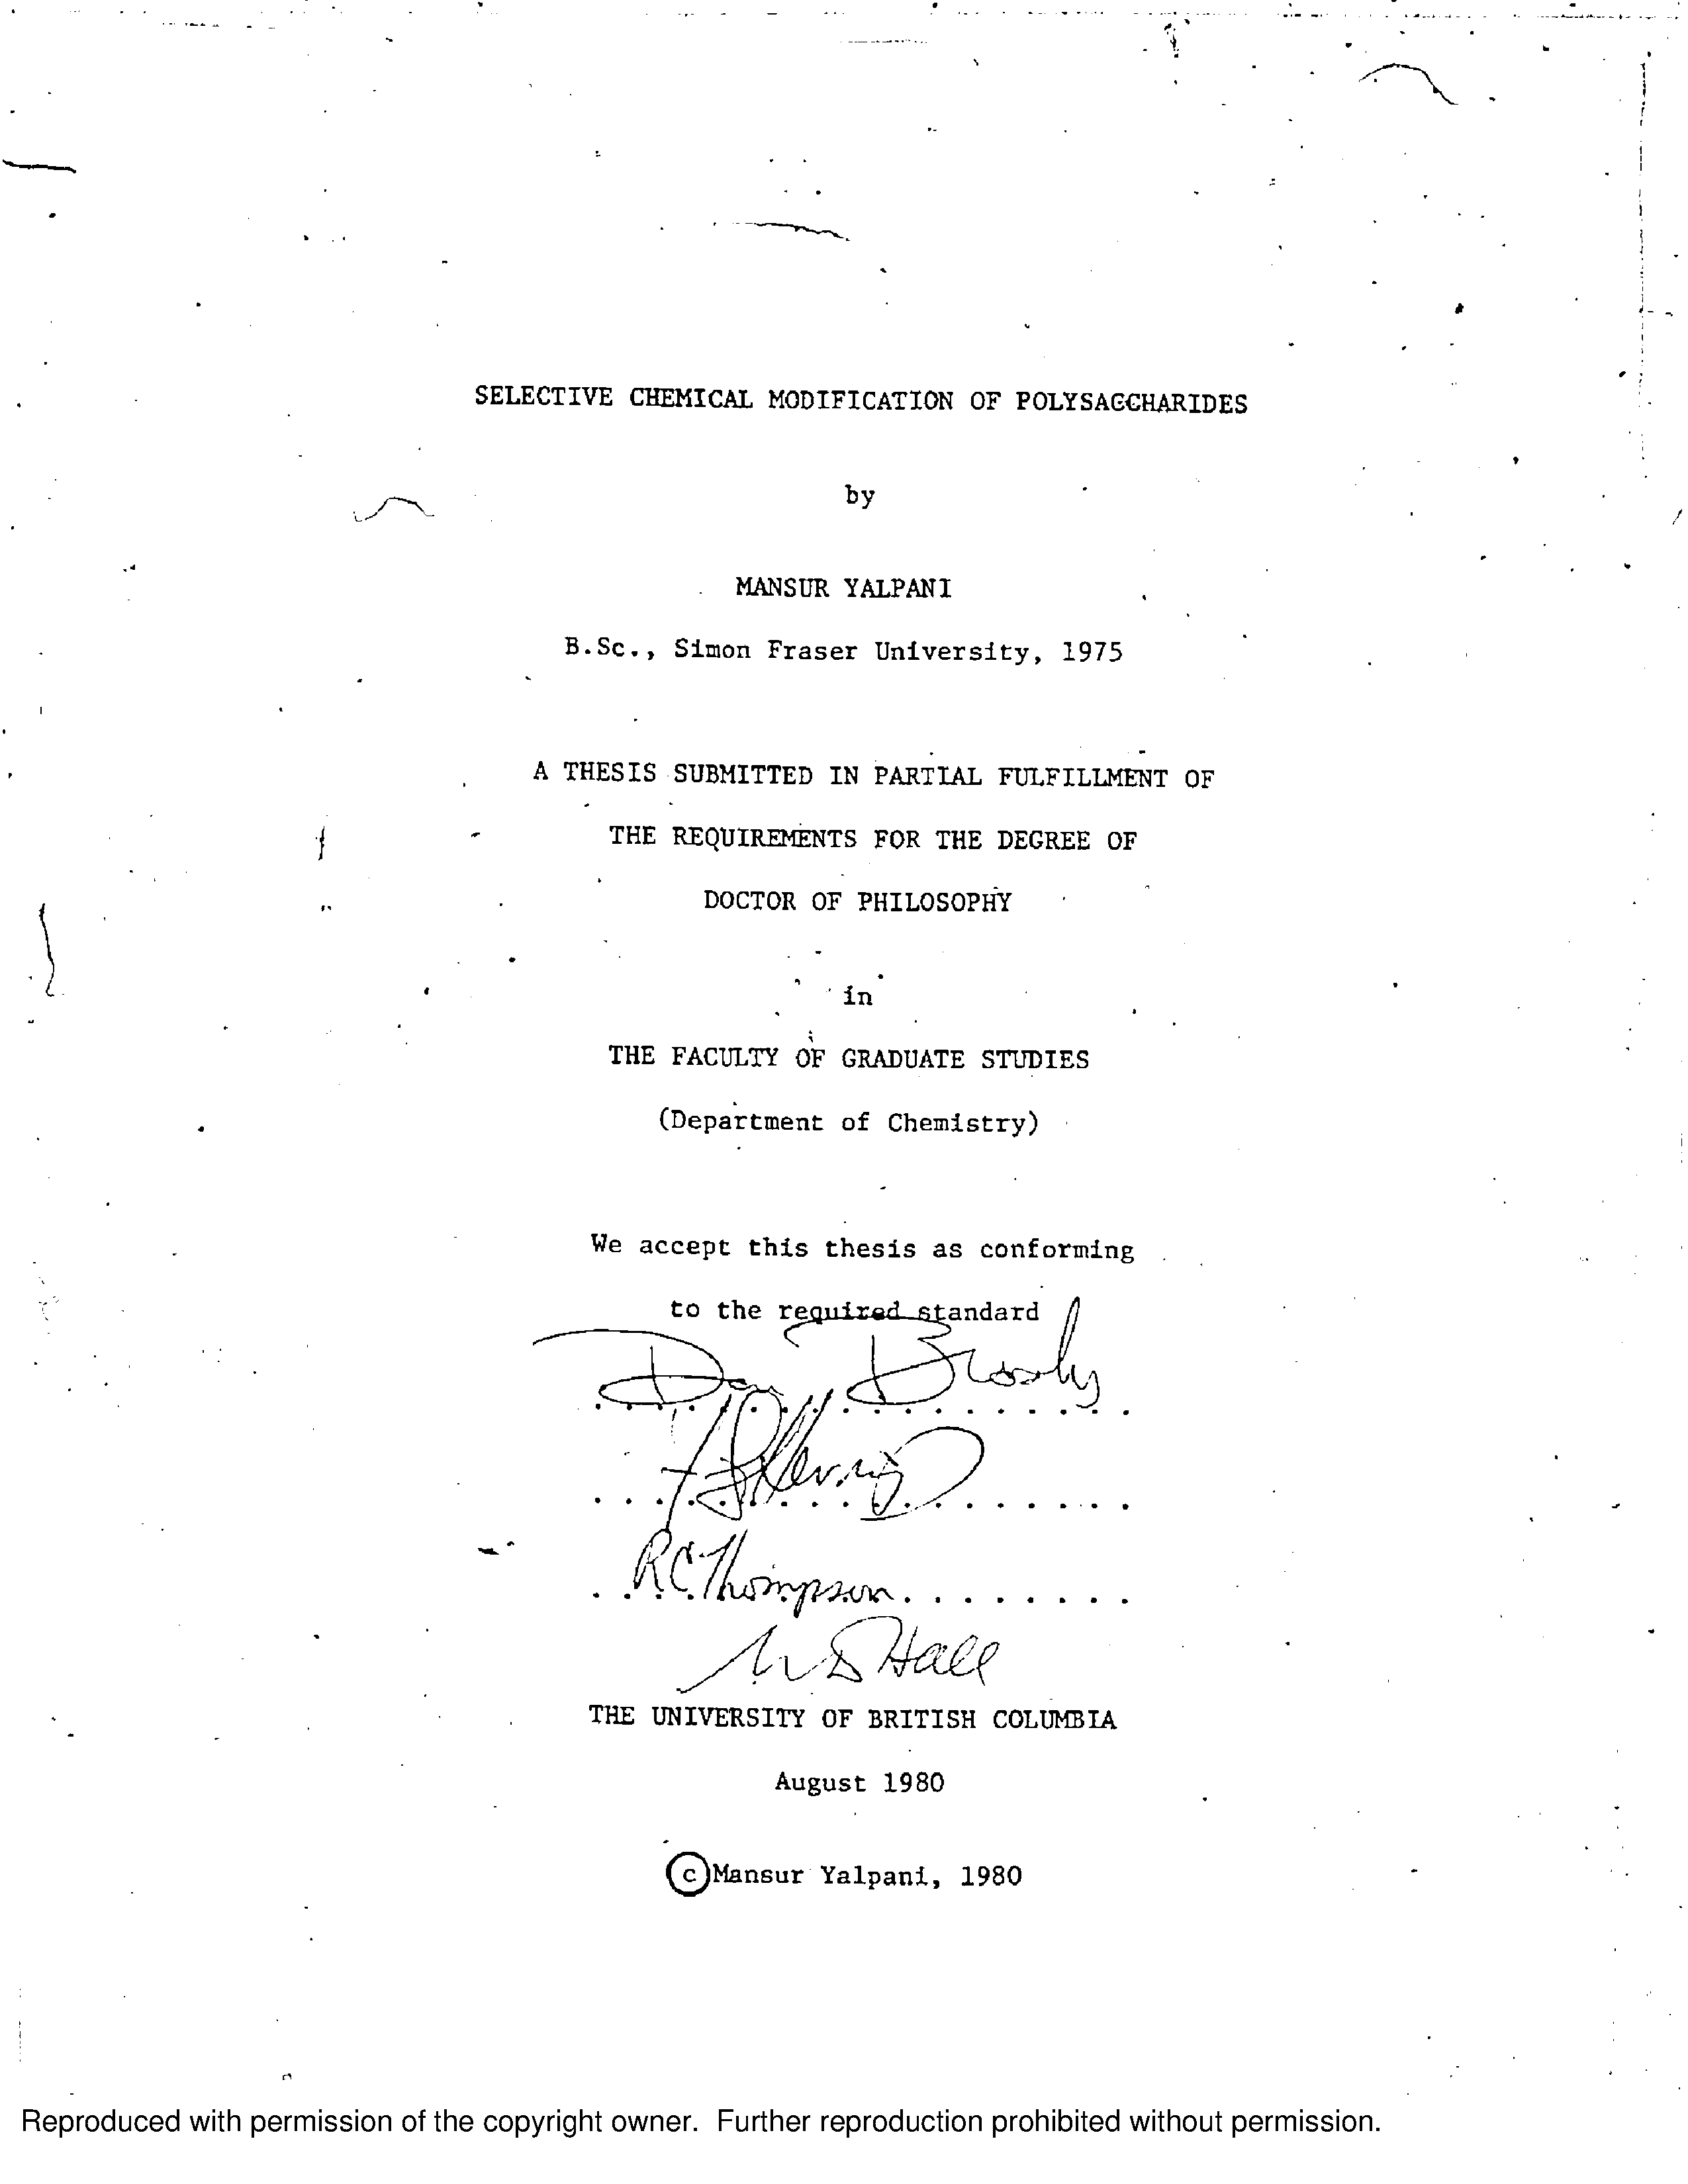 SELECTIVE CHEMICAL MODIFICATION OF POLYSACCHARIDES
by
MANSUR YALPANI
B.Sc., Simon Fraser University, 1975
A THESIS SUBMITTED IN PARTIAL FULFILLMENT OF
THE REQUIREMENTS FOR THE DEGREE OF
DOCTOR OF PHILOSOPHY
in
THE FACULTY OF GRADUATE STUDIES
(Department of Chemistry)
We accept this thesis as conforming
to the required standard
Don
R C Thompson
Hall
THE UNIVERSITY OF BRITISH COLUMBIA
August 1980
© Mansur Yalpani, 1980
Reproduced with permission of the copyright owner. Further reproduction prohibited without permission.